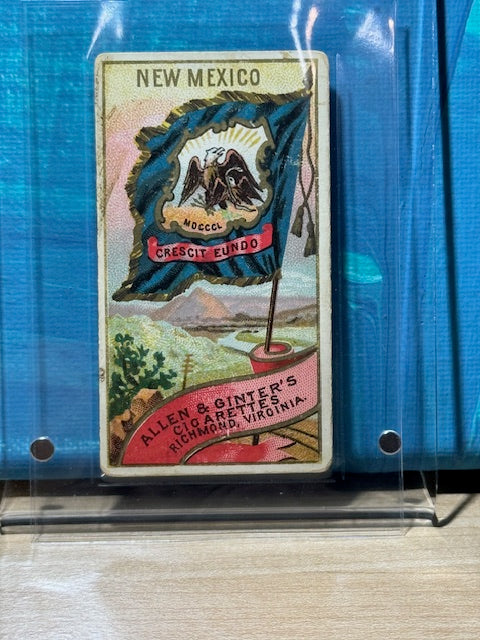 NEW MEXICO
MDCCCL
CRESCIT EUNDO
ALLEN & GINTER'S
CIGARETTES
RICHMOND, VIRGINIA.